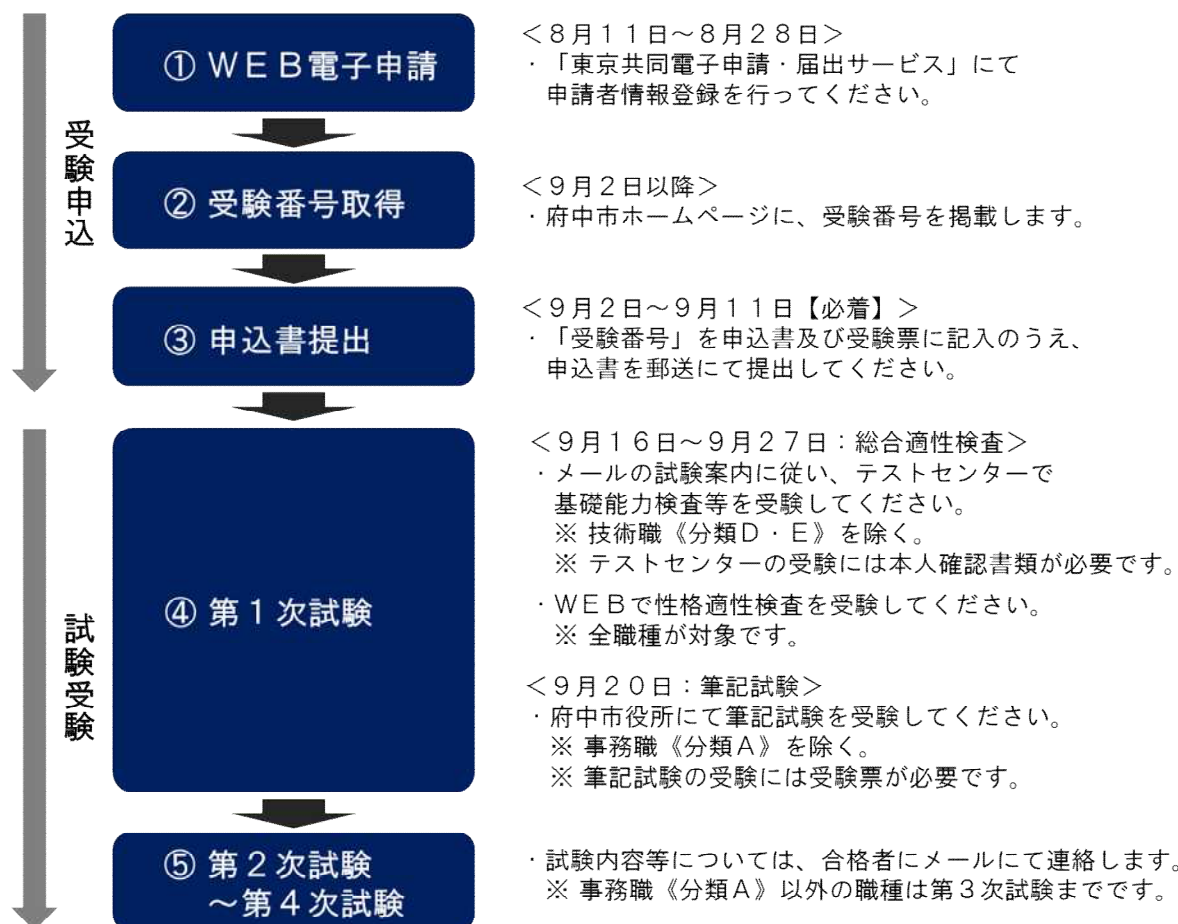 受験申込
① ＷＥＢ電子申請
＜８月１１日～８月２８日＞
・「東京共同電子申請・届出サービス」にて
申請者情報登録を行ってください。
② 受験番号取得
＜９月２日以降＞
・府中市ホームページに、受験番号を掲載します。
③ 申込書提出
＜９月２日～９月１１日【必着】＞
・「受験番号」を申込書及び受験票に記入のうえ、
申込書を郵送にて提出してください。
試験受験
④ 第１次試験
＜９月１６日～９月２７日：総合適性検査＞
・メールの試験案内に従い、テストセンターで
基礎能力検査等を受験してください。
※ 技術職《分類Ｄ・Ｅ》を除く。
※ テストセンターの受験には本人確認書類が必要です。
・ＷＥＢで性格適性検査を受験してください。
※ 全職種が対象です。
＜９月２０日：筆記試験＞
・府中市役所にて筆記試験を受験してください。
※ 事務職《分類Ａ》を除く。
※ 筆記試験の受験には受験票が必要です。
⑤ 第２次試験
～第４次試験
・試験内容等については、合格者にメールにて連絡します。
※ 事務職《分類Ａ》以外の職種は第３次試験までです。